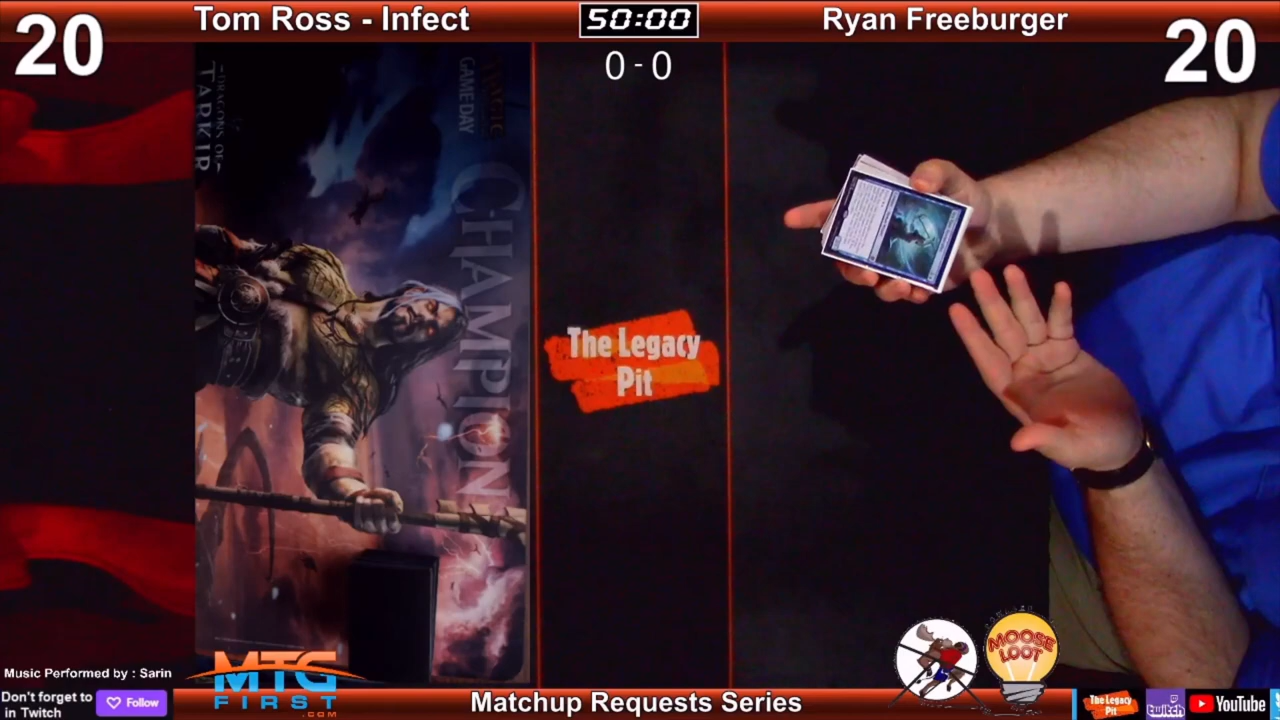 20
Tom Ross - Infect
50:00
Ryan Freeburger
20
0 - 0
DRAGONS OF
TARKIR
MAGIC
GAMEDAY
CHAMPION
The Legacy
Pit
MOOSE
LOOT
Music Performed by : Sarin
MTG
FIRST
.COM
Don't forget to
in Twitch
Follow
Matchup Requests Series
The Legacy
Pit
twitch
YouTube